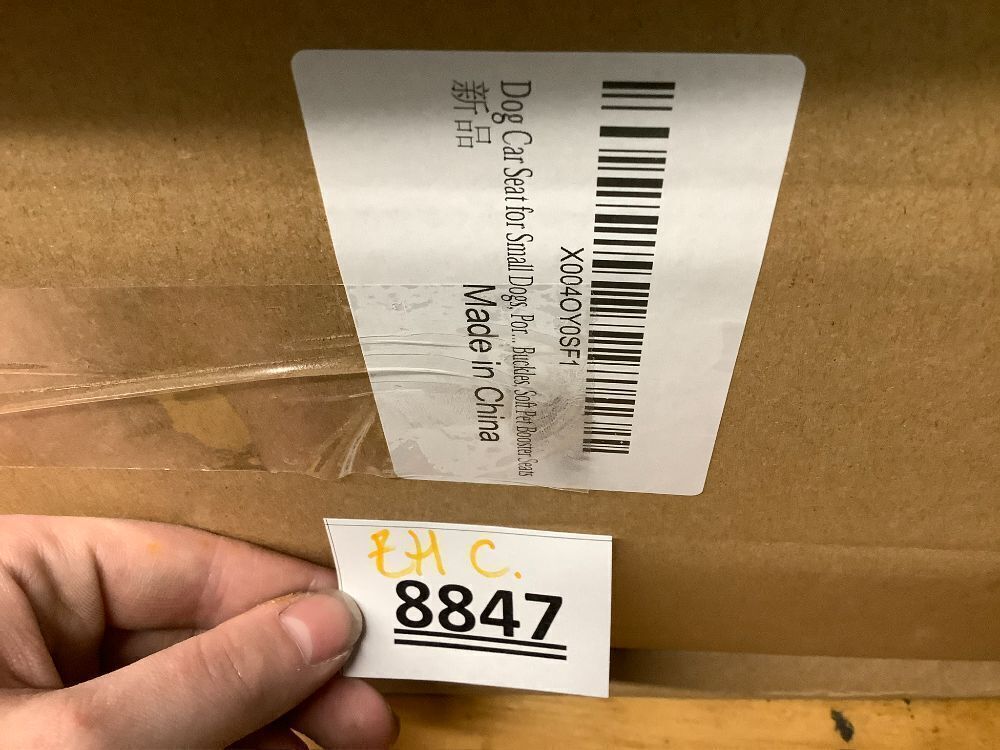 X004OY0SF1
Dog Car Seat for Small Dogs, Por... Buckles, Soft Pet Booster Seats
新品
Made in China
EH C.
8847